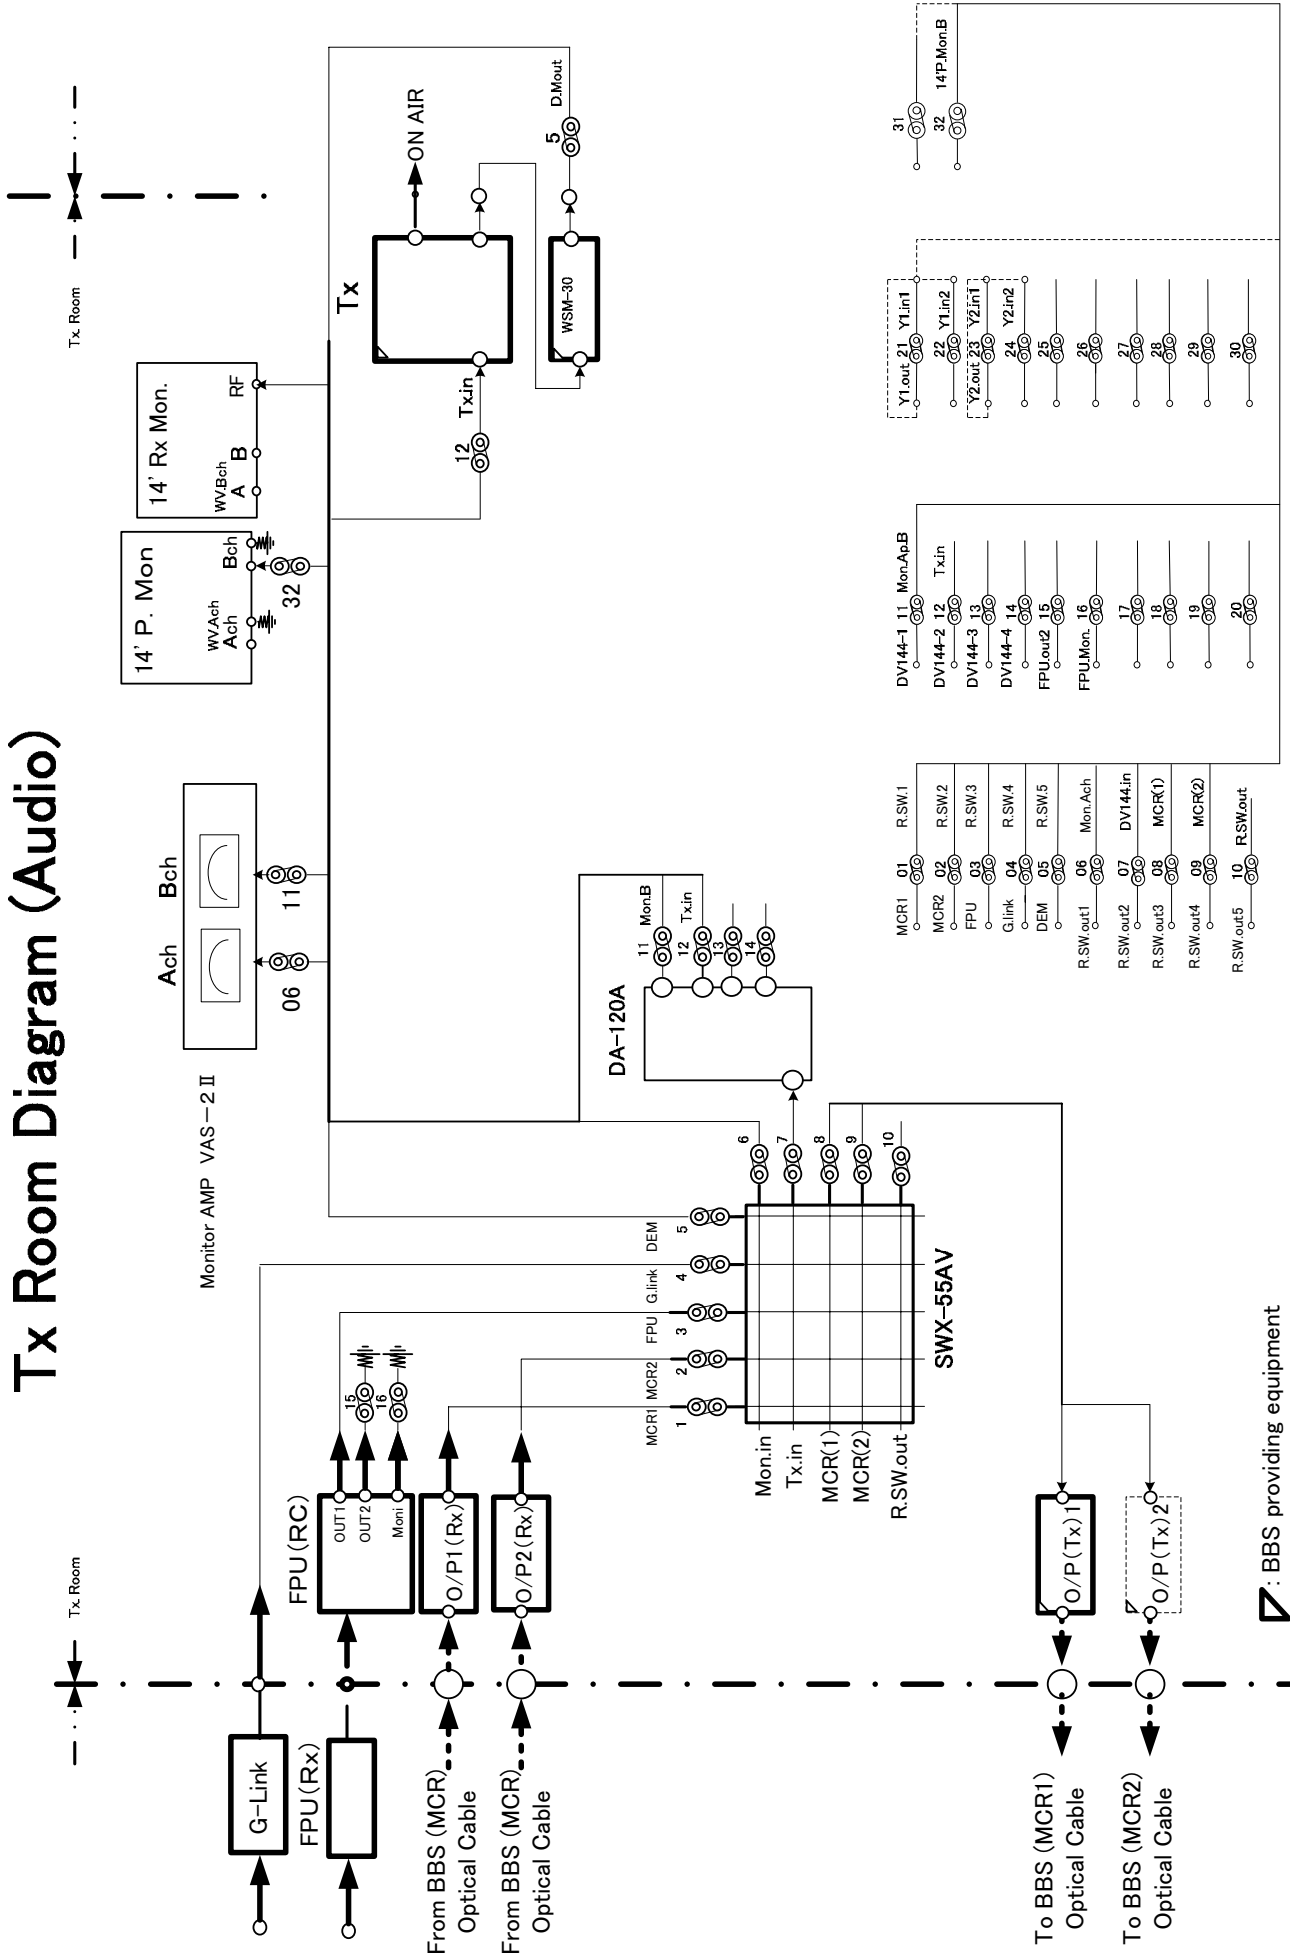 Tx Room Diagram (Audio)
Tx. Room
Tx. Room
G-Link
FPU(Rx)
From BBS (MCR)
Optical Cable
From BBS (MCR)
Optical Cable
To BBS (MCR1)
Optical Cable
To BBS (MCR2)
Optical Cable
FPU(RC)
OUT1
OUT2
Moni
15
16
O/P1(Rx)
O/P2(Rx)
O/P(Tx)1
O/P(Tx)2
: BBS providing equipment
Monitor AMP VAS-2Ⅱ
Ach
Bch
06
11
14' P. Mon
WV.Ach
Ach
Bch
32
14' Rx Mon.
WV.Bch
A
B
RF
Tx
ON AIR
12
Tx.in
WSM-30
5
D.Mout
MCR1
MCR2
FPU
G.link
DEM
1
2
3
4
5
Mon.in
Tx.in
MCR(1)
MCR(2)
R.SW.out
SWX-55AV
6
7
8
9
10
DA-120A
11
Mon.B
12
Tx.in
13
14
MCR1 01 R.SW.1
MCR2 02 R.SW.2
FPU 03 R.SW.3
G.link 04 R.SW.4
DEM 05 R.SW.5
R.SW.out1 06 Mon.Ach
R.SW.out2 07 DV144.in
R.SW.out3 08 MCR(1)
R.SW.out4 09 MCR(2)
R.SW.out5 10 R.SW.out
DV144-1 11 Mon.Ap.B
DV144-2 12 Tx.in
DV144-3 13
DV144-4 14
FPU.out2 15
FPU.Mon. 16
17
18
19
20
Y1.out 21 Y1.in1
22 Y1.in2
Y2.out 23 Y2.in1
24 Y2.in2
25
26
27
28
29
30
31
32 14'P.Mon.B